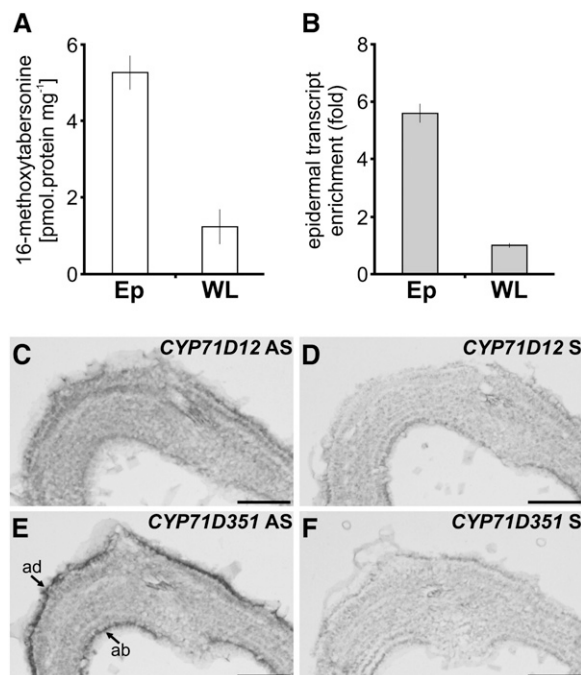 A
16-methoxytabersonine
[pmol.protein mg⁻¹]
6
4
2
0
Ep
WL
B
epidermal transcript
enrichment (fold)
8
6
4
2
0
Ep
WL
C
CYP71D12 AS
D
CYP71D12 S
E
CYP71D351 AS
ad
ab
F
CYP71D351 S